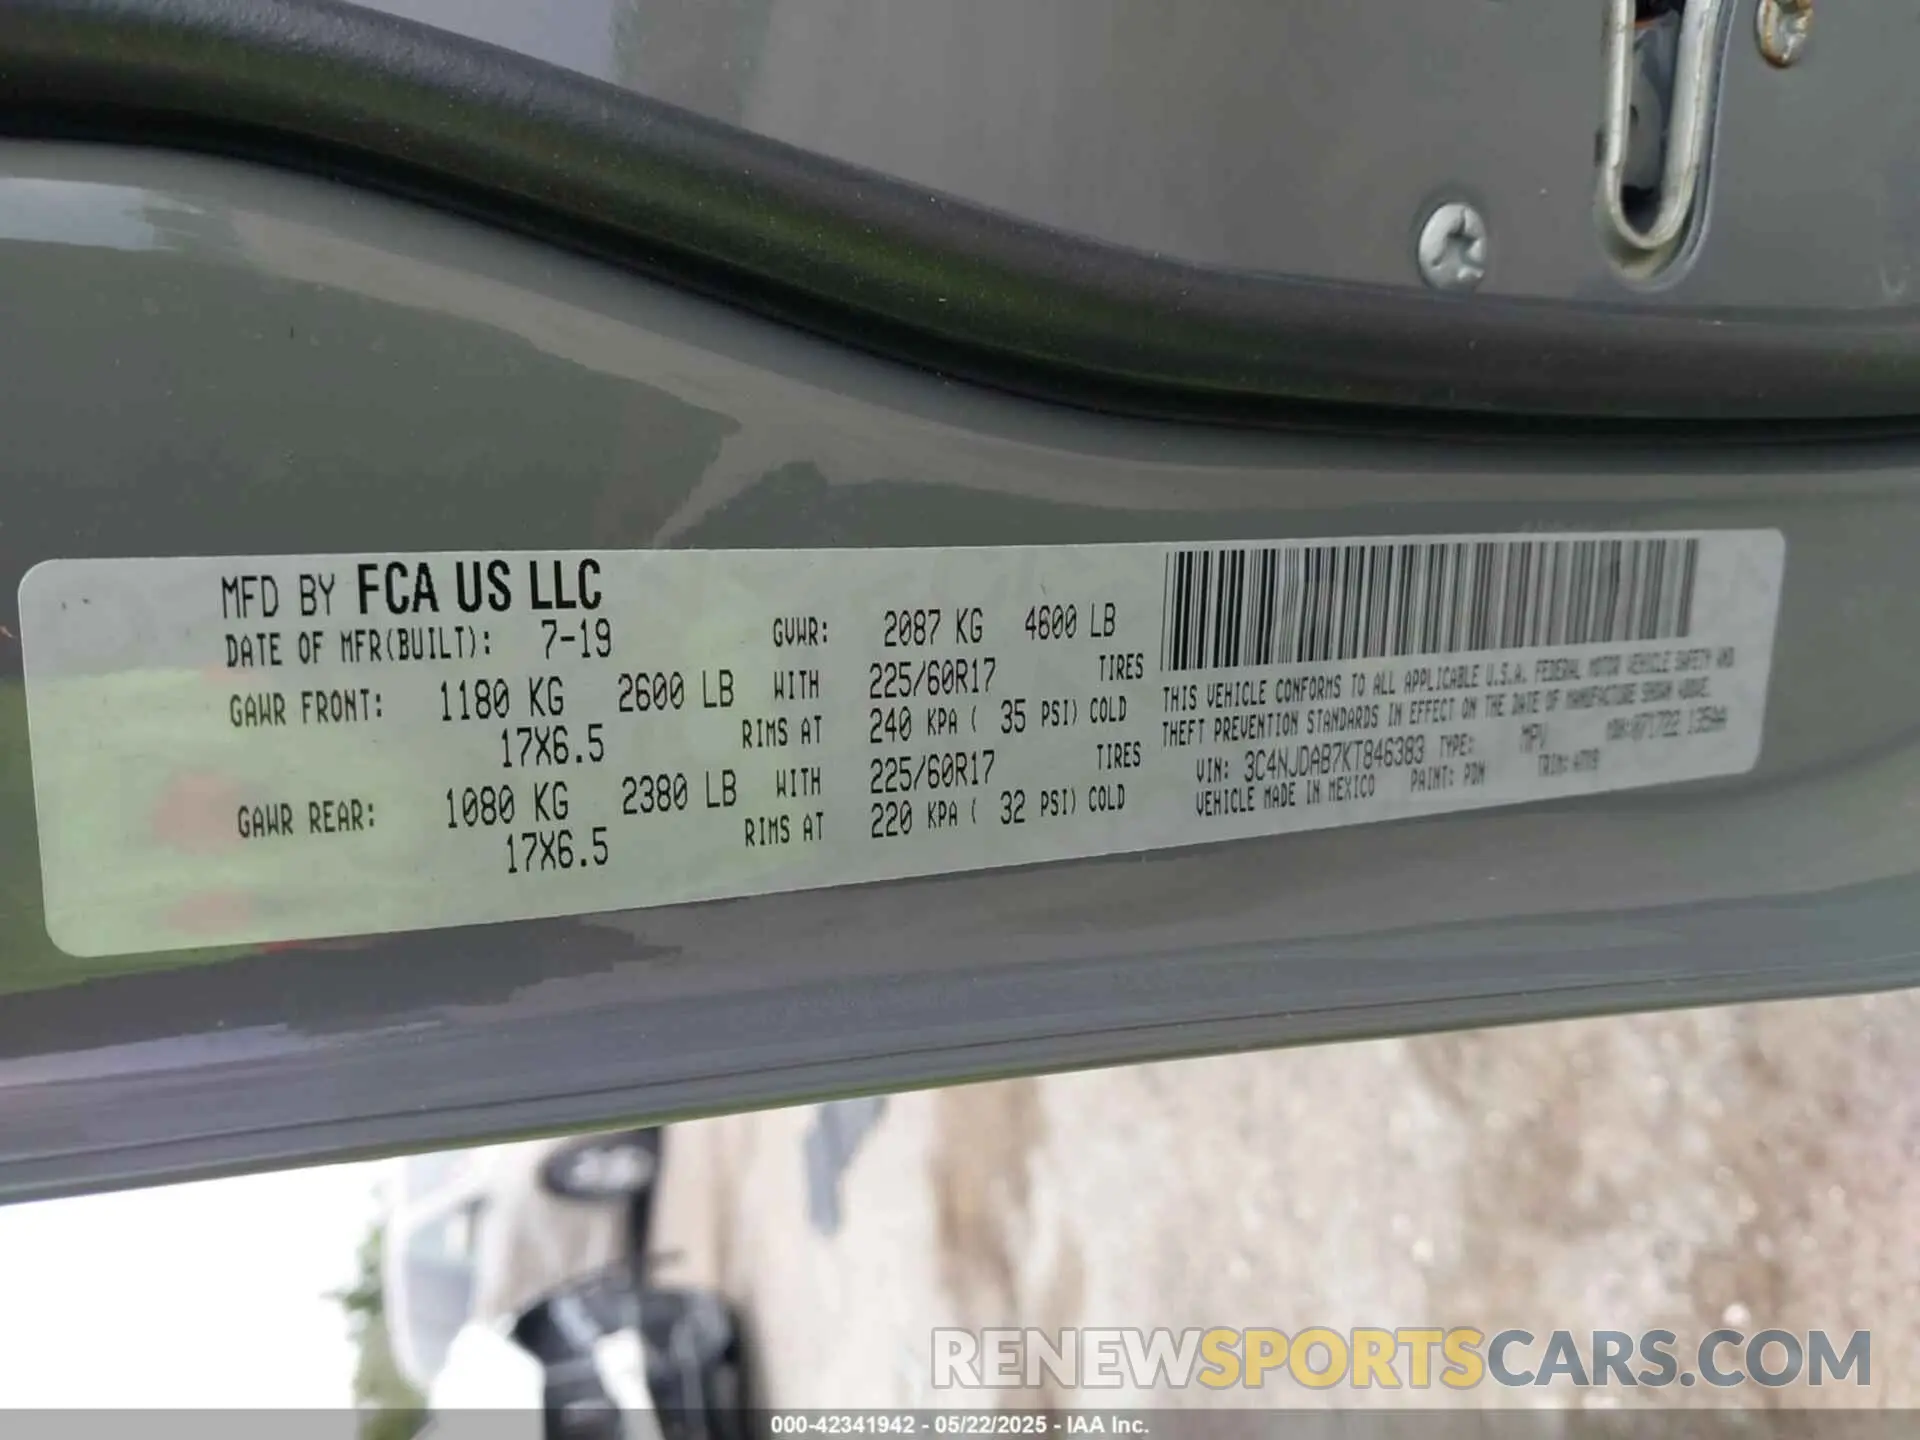 MFD BY FCA US LLC
DATE OF MFR(BUILT): 7-19 GVWR: 2087 KG 4600 LB
GAWR FRONT: 1180 KG 2600 LB WITH 225/60R17 TIRES
17X6.5 RIMS AT 240 KPA ( 35 PSI) COLD
GAWR REAR: 1080 KG 2380 LB WITH 225/60R17 TIRES
17X6.5 RIMS AT 220 KPA ( 32 PSI) COLD
THIS VEHICLE CONFORMS TO ALL APPLICABLE U.S.A. FEDERAL MOTOR VEHICLE SAFETY AND
THEFT PREVENTION STANDARDS IN EFFECT ON THE DATE OF MANUFACTURE SHOWN ABOVE.
VIN: 3C4NJDAB7KT846383 TYPE: MPV
VEHICLE MADE IN MEXICO PAINT: PDN TRIM:
RENEWSPORTSCARS.COM
000-42341942 - 05/22/2025 - IAA Inc.